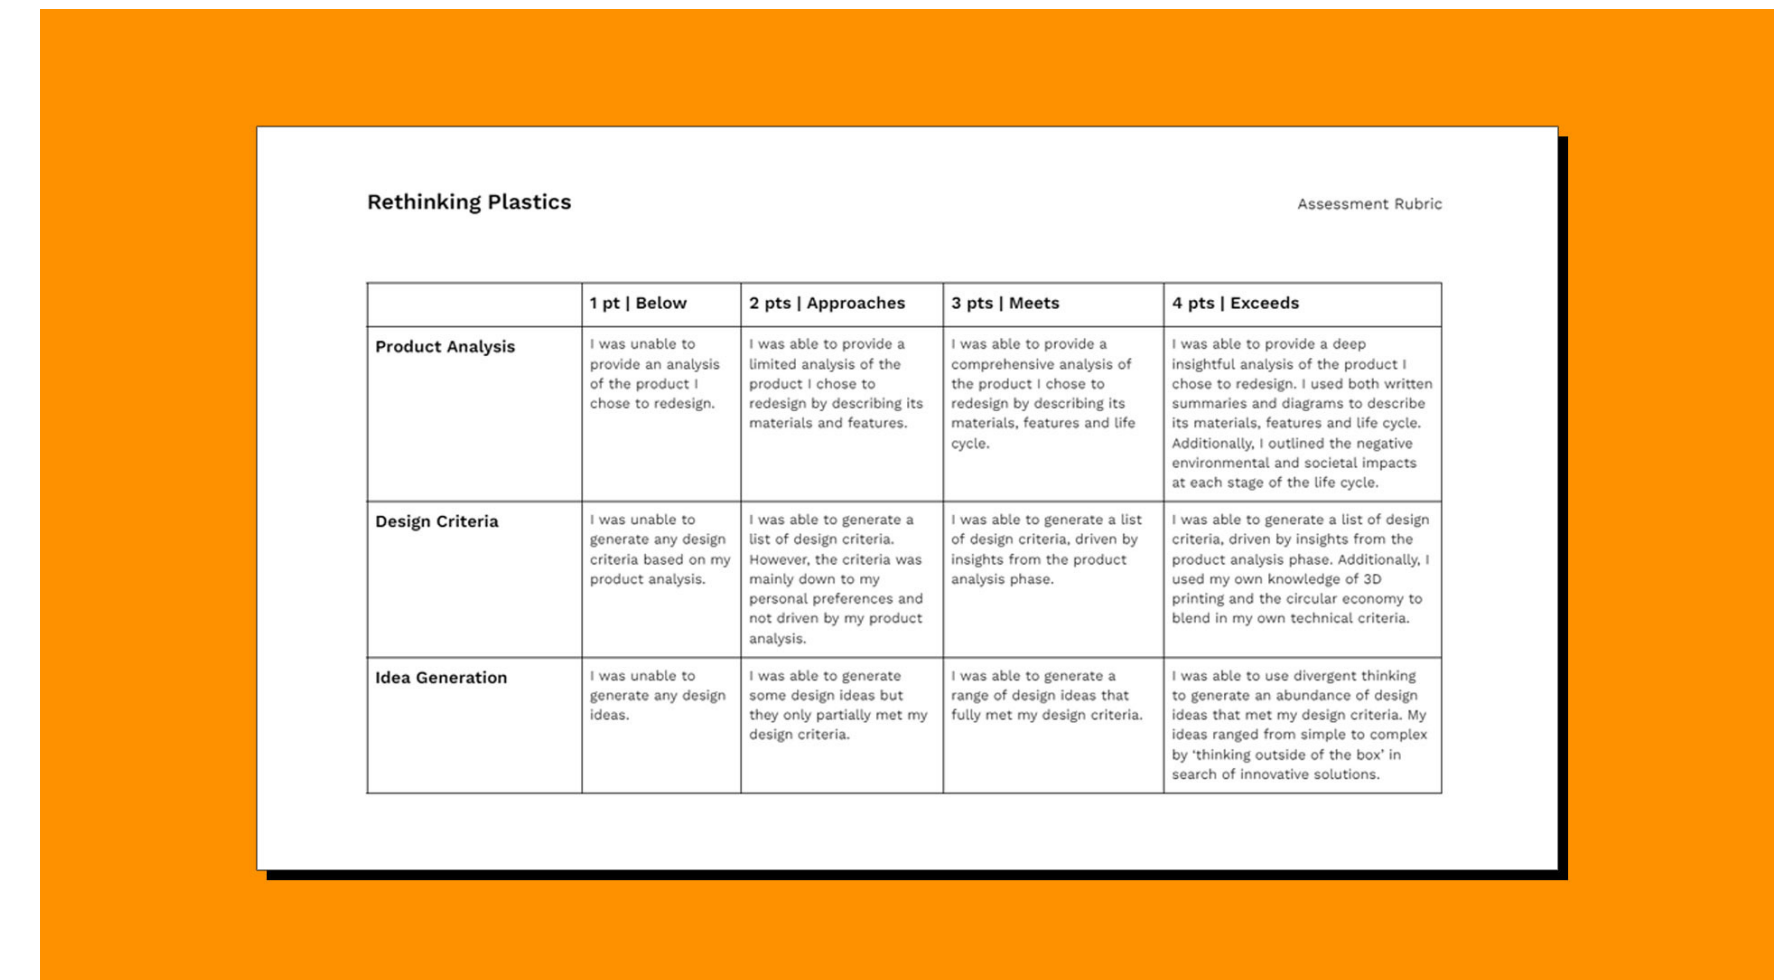 Rethinking Plastics
Assessment Rubric
1 pt | Below
2 pts | Approaches
3 pts | Meets
4 pts | Exceeds
Product Analysis
I was unable to
provide an analysis
of the product I
chose to redesign.
I was able to provide a
limited analysis of the
product I chose to
redesign by describing its
materials and features.
I was able to provide a
comprehensive analysis of
the product I chose to
redesign by describing its
materials, features and life
cycle.
I was able to provide a deep
insightful analysis of the product I
chose to redesign. I used both written
summaries and diagrams to describe
its materials, features and life cycle.
Additionally, I outlined the negative
environmental and societal impacts
at each stage of the life cycle.
Design Criteria
I was unable to
generate any design
criteria based on my
product analysis.
I was able to generate a
list of design criteria.
However, the criteria was
mainly down to my
personal preferences and
not driven by my product
analysis.
I was able to generate a list
of design criteria, driven by
insights from the product
analysis phase.
I was able to generate a list of design
criteria, driven by insights from the
product analysis phase. Additionally, I
used my own knowledge of 3D
printing and the circular economy to
blend in my own technical criteria.
Idea Generation
I was unable to
generate any design
ideas.
I was able to generate
some design ideas but
they only partially met my
design criteria.
I was able to generate a
range of design ideas that
fully met my design criteria.
I was able to use divergent thinking
to generate an abundance of design
ideas that met my design criteria. My
ideas ranged from simple to complex
by ‘thinking outside of the box’ in
search of innovative solutions.